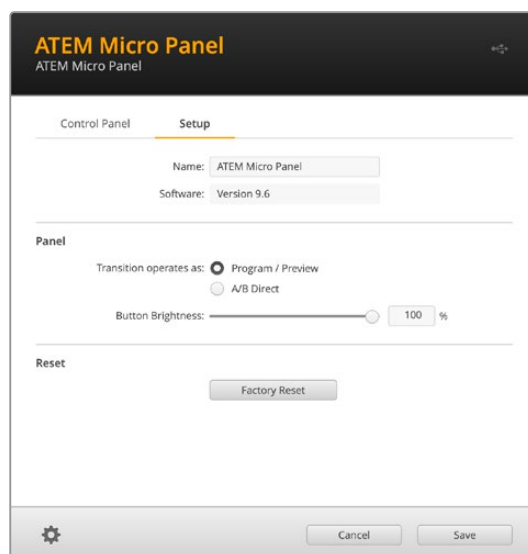 ATEM Micro Panel
ATEM Micro Panel
Control Panel Setup
Name: ATEM Micro Panel
Software: Version 9.6
Panel
Transition operates as: Program / Preview
A/B Direct
Button Brightness: 100 %
Reset
Factory Reset
Cancel Save